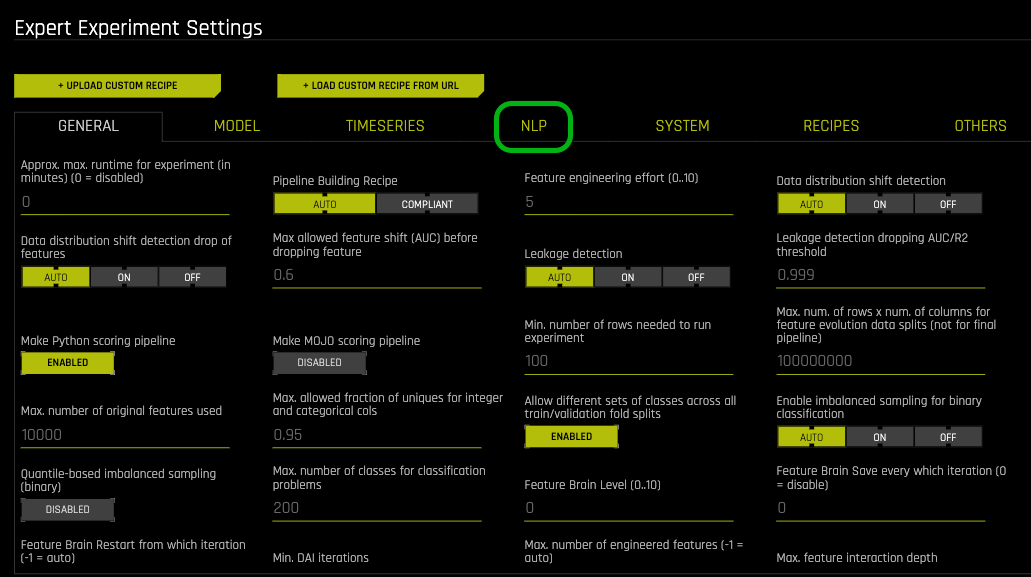 Expert Experiment Settings
+ UPLOAD CUSTOM RECIPE
+ LOAD CUSTOM RECIPE FROM URL
GENERAL
MODEL
TIMESERIES
NLP
SYSTEM
RECIPES
OTHERS
Approx. max. runtime for experiment (in
minutes) (0 = disabled)
0
Pipeline Building Recipe
AUTO COMPLIANT
Feature engineering effort (0..10)
5
Data distribution shift detection
AUTO ON OFF
Data distribution shift detection drop of
features
AUTO ON OFF
Max allowed feature shift (AUC) before
dropping feature
0.6
Leakage detection
AUTO ON OFF
Leakage detection dropping AUC/R2
threshold
0.999
Make Python scoring pipeline
ENABLED
Make MOJO scoring pipeline
DISABLED
Min. number of rows needed to run
experiment
100
Max. num. of rows x num. of columns for
feature evolution data splits (not for final
pipeline)
100000000
Max. number of original features used
10000
Max. allowed fraction of uniques for integer
and categorical cols
0.95
Allow different sets of classes across all
train/validation fold splits
ENABLED
Enable imbalanced sampling for binary
classification
AUTO ON OFF
Quantile-based imbalanced sampling
(binary)
DISABLED
Max. number of classes for classification
problems
200
Feature Brain Level (0..10)
0
Feature Brain Save every which iteration (0
= disable)
0
Feature Brain Restart from which iteration
(-1 = auto)
Min. DAI iterations
Max. number of engineered features (-1 =
auto)
Max. feature interaction depth